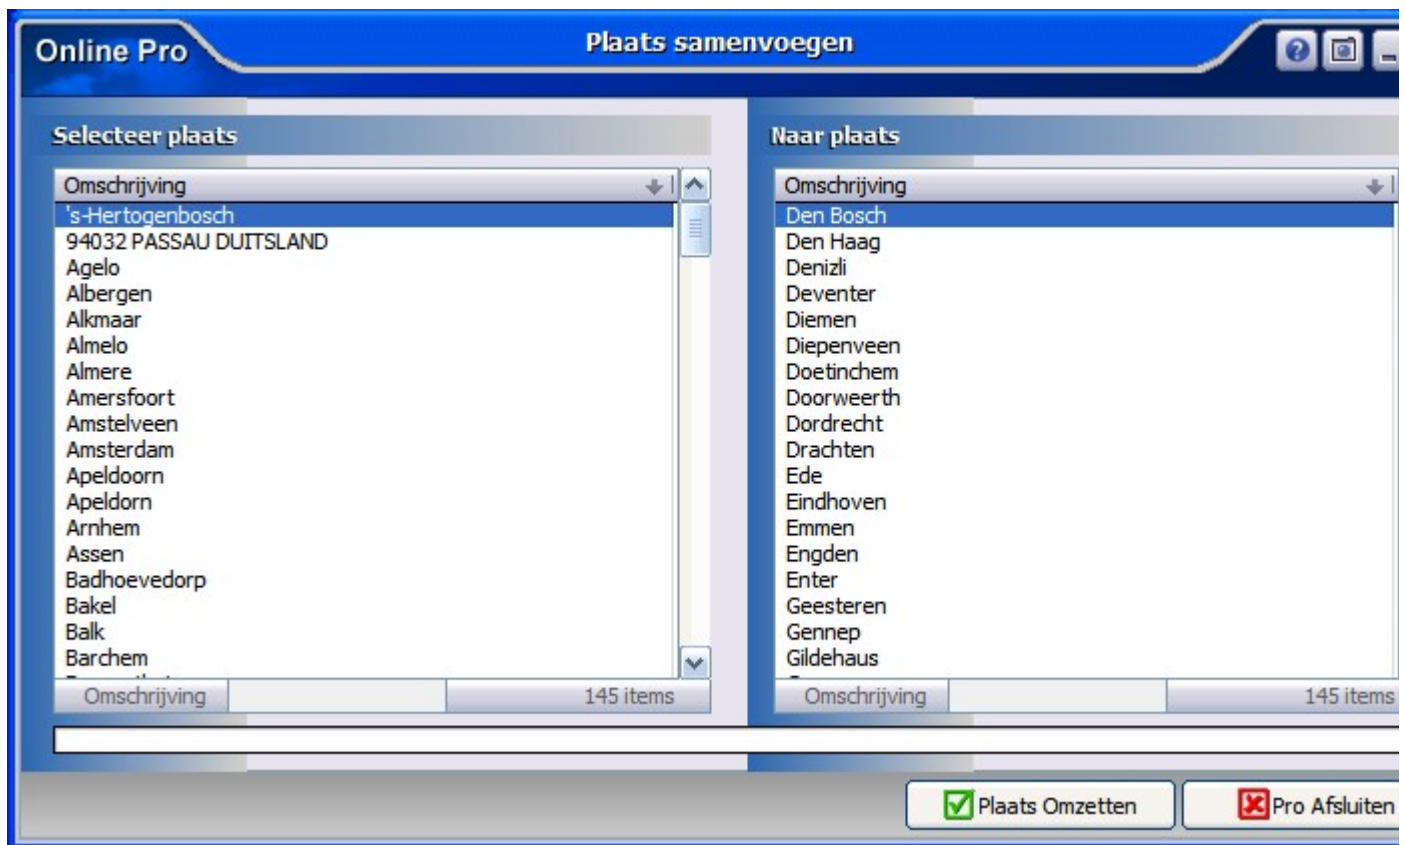 Online Pro
Plaats samenvoegen
Selecteer plaats
Omschrijving
's-Hertogenbosch
94032 PASSAU DUITSLAND
Agelo
Albergen
Alkmaar
Almelo
Almere
Amersfoort
Amstelveen
Amsterdam
Apeldoorn
Apeldorn
Arnhem
Assen
Badhoevedorp
Bakel
Balk
Barchem
Omschrijving
145 items
Naar plaats
Omschrijving
Den Bosch
Den Haag
Denizli
Deventer
Diemen
Diepenveen
Doetinchem
Doorweerth
Dordrecht
Drachten
Ede
Eindhoven
Emmen
Engden
Enter
Geesteren
Gennep
Gildehaus
Omschrijving
145 items
Plaats Omzetten
Pro Afsluiten